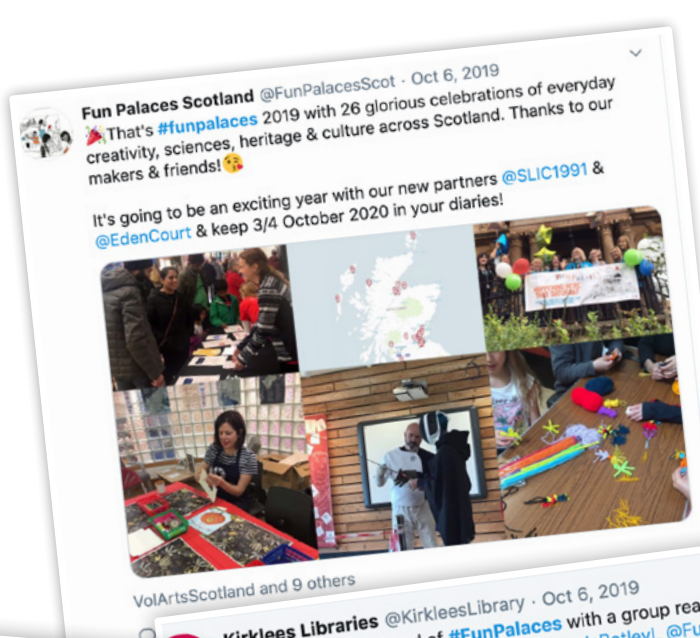 Fun Palaces Scotland @FunPalacesScot · Oct 6, 2019
🎉That's #funpalaces 2019 with 26 glorious celebrations of everyday
creativity, sciences, heritage & culture across Scotland. Thanks to our
makers & friends!😘
It's going to be an exciting year with our new partners @SLIC1991 &
@EdenCourt & keep 3/4 October 2020 in your diaries!
VolArtsScotland and 9 others
Kirklees Libraries @KirkleesLibrary · Oct 6, 2019
of #FunPalaces with a group